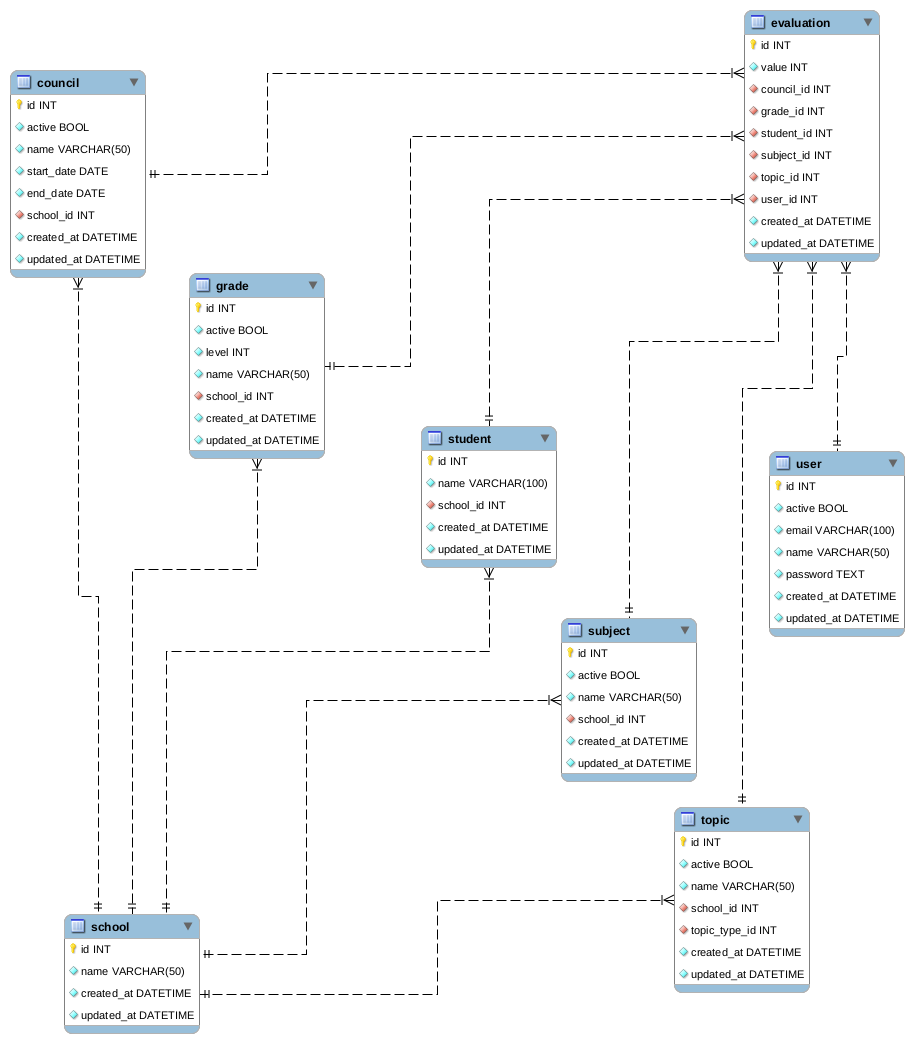 evaluation
id INT
value INT
council_id INT
grade_id INT
student_id INT
subject_id INT
topic_id INT
user_id INT
created_at DATETIME
updated_at DATETIME
council
id INT
active BOOL
name VARCHAR(50)
start_date DATE
end_date DATE
school_id INT
created_at DATETIME
updated_at DATETIME
grade
id INT
active BOOL
level INT
name VARCHAR(50)
school_id INT
created_at DATETIME
updated_at DATETIME
student
id INT
name VARCHAR(100)
school_id INT
created_at DATETIME
updated_at DATETIME
user
id INT
active BOOL
email VARCHAR(100)
name VARCHAR(50)
password TEXT
created_at DATETIME
updated_at DATETIME
subject
id INT
active BOOL
name VARCHAR(50)
school_id INT
created_at DATETIME
updated_at DATETIME
topic
id INT
active BOOL
name VARCHAR(50)
school_id INT
topic_type_id INT
created_at DATETIME
updated_at DATETIME
school
id INT
name VARCHAR(50)
created_at DATETIME
updated_at DATETIME